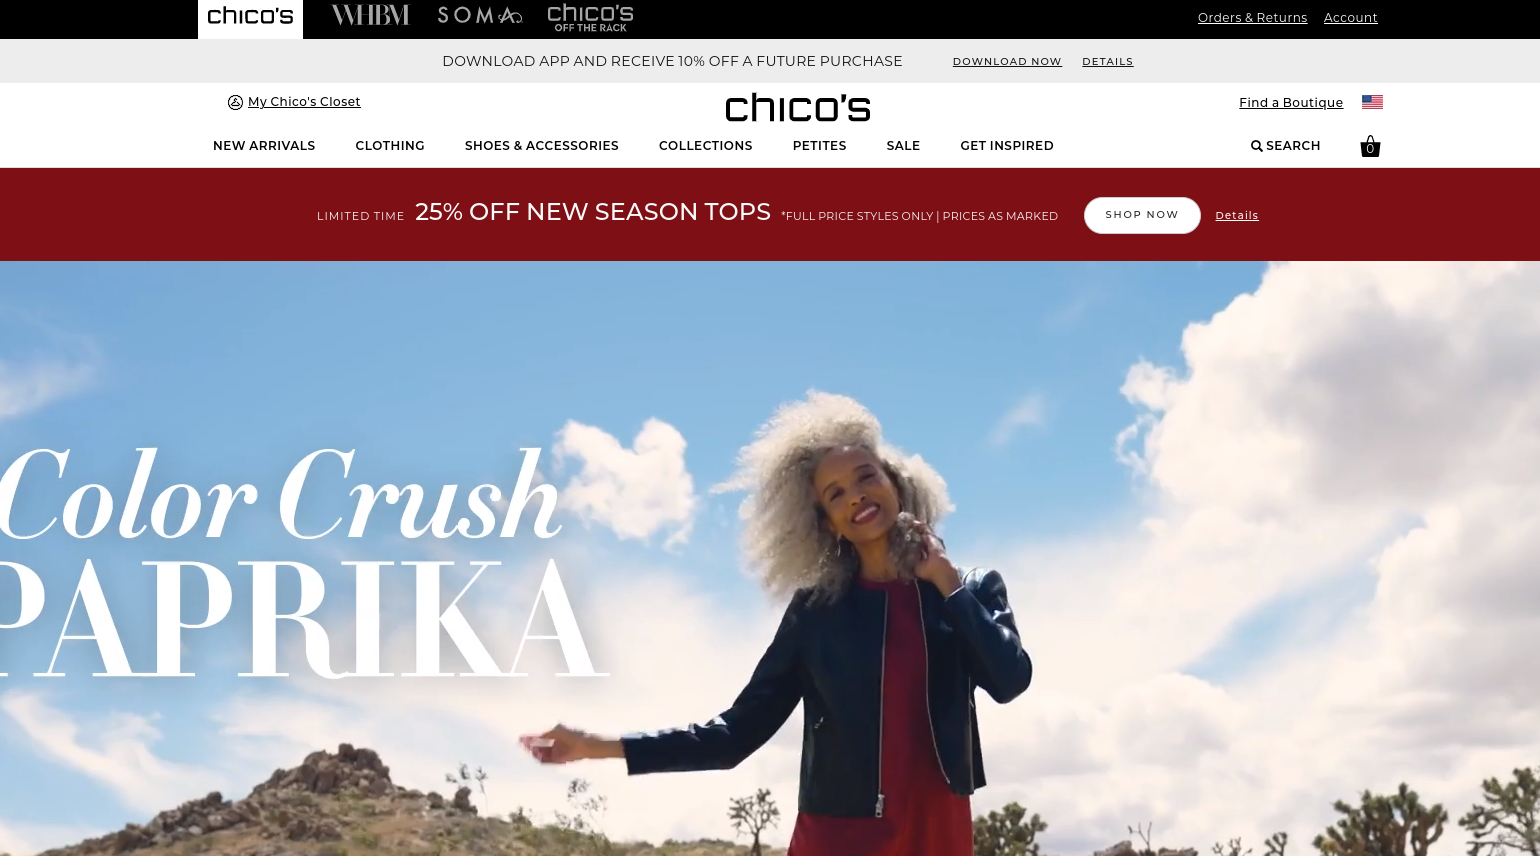 chico's WHBM SOMA chico's OFF THE RACK Orders & Returns Account
DOWNLOAD APP AND RECEIVE 10% OFF A FUTURE PURCHASE DOWNLOAD NOW DETAILS
My Chico's Closet chico's Find a Boutique
NEW ARRIVALS CLOTHING SHOES & ACCESSORIES COLLECTIONS PETITES SALE GET INSPIRED SEARCH 0
LIMITED TIME 25% OFF NEW SEASON TOPS *FULL PRICE STYLES ONLY | PRICES AS MARKED SHOP NOW Details
Color Crush
PAPRIKA